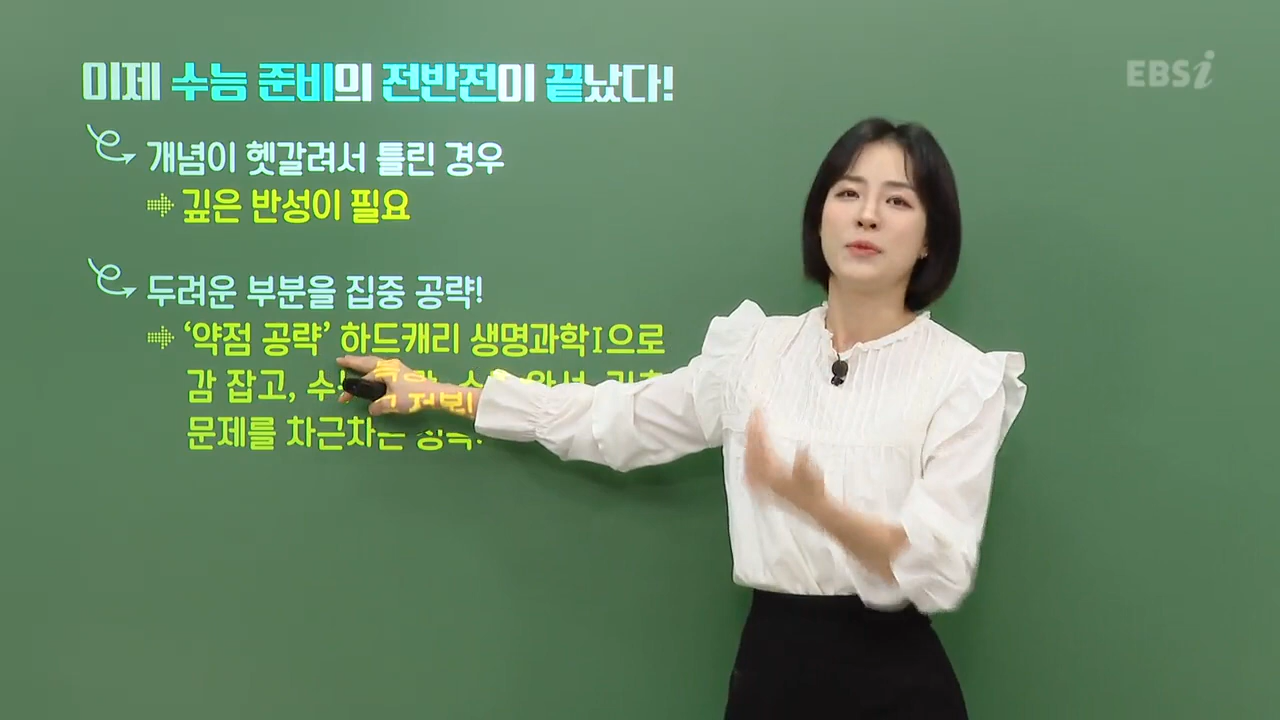 이제 수능 준비의 전반전이 끝났다!
EBSi
개념이 헷갈려서 틀린 경우
깊은 반성이 필요
두려운 부분을 집중 공략!
‘약점 공략’ 하드캐리 생명과학I으로
감 잡고,
문제를